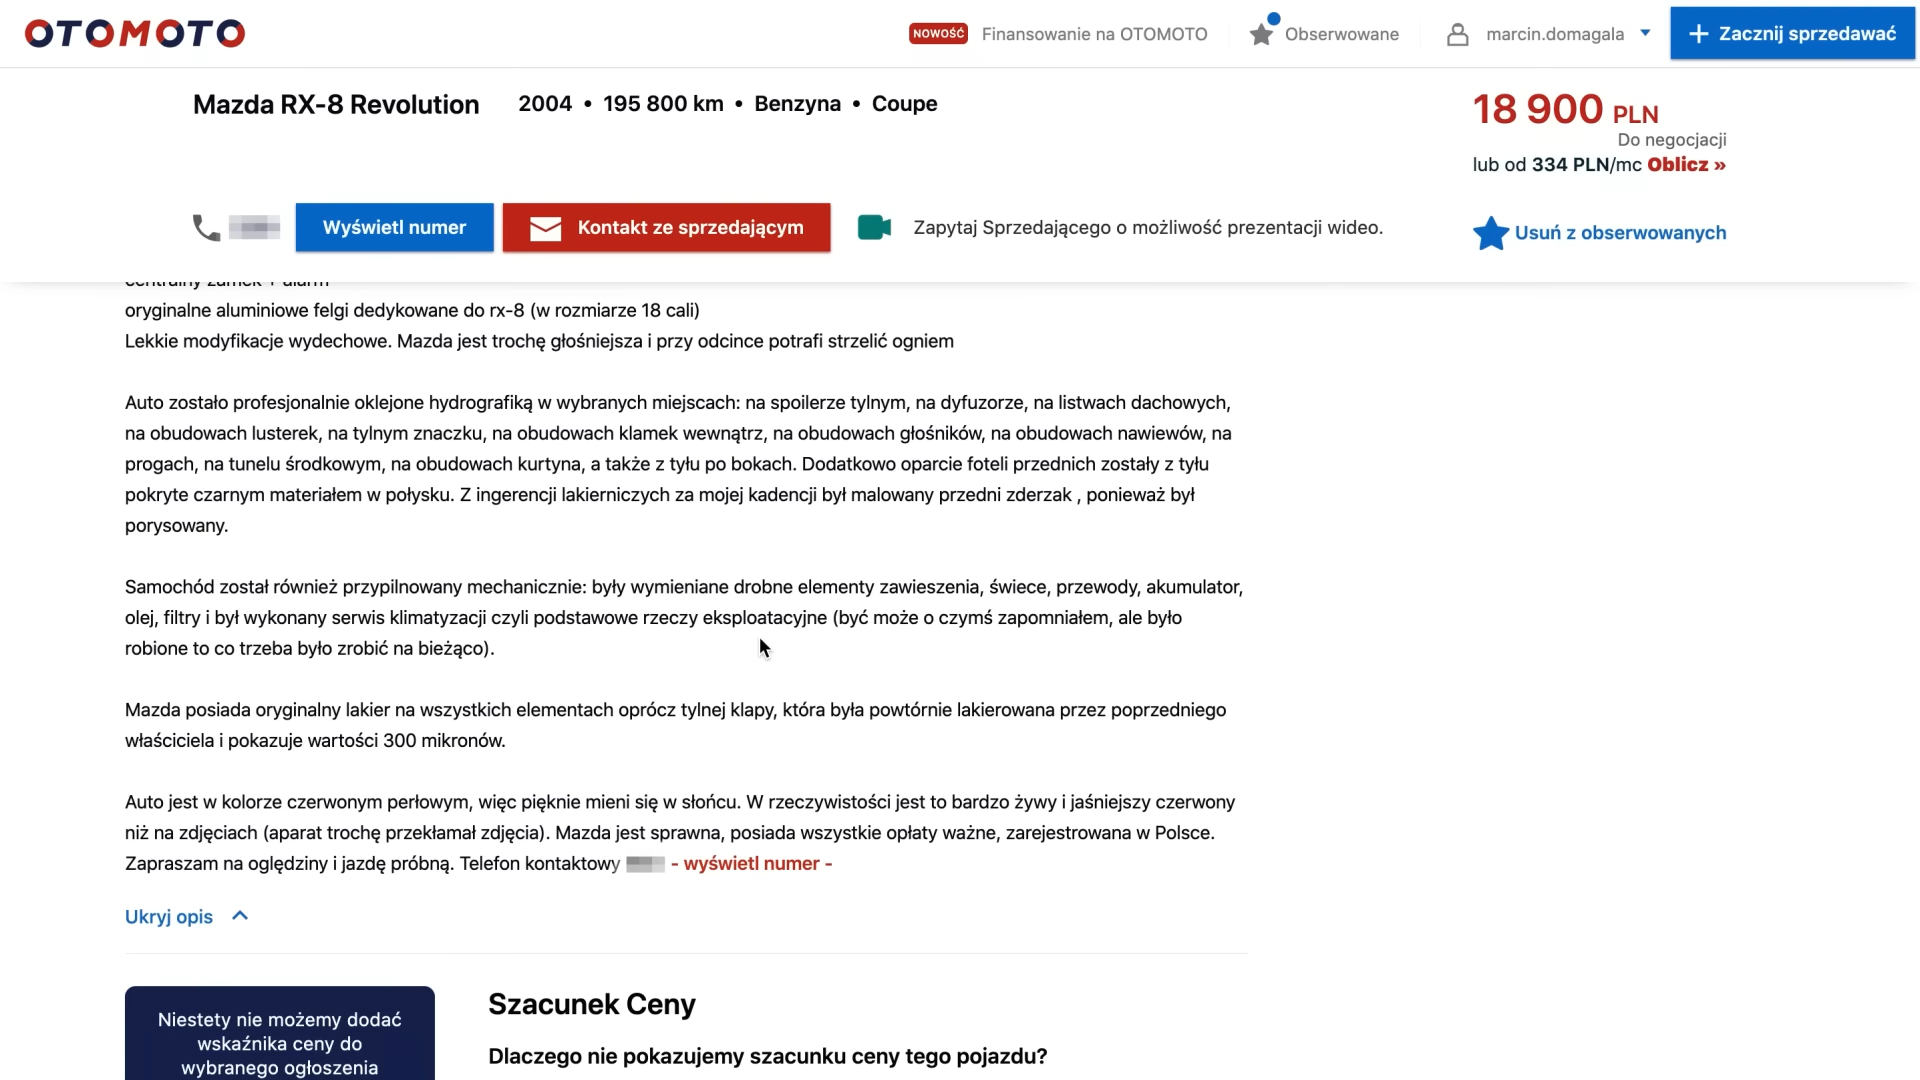 OTOMOTO
NOWOŚĆ Finansowanie na OTOMOTO Obserwowane marcin.domagala + Zacznij sprzedawać
Mazda RX-8 Revolution 2004 • 195 800 km • Benzyna • Coupe
18 900 PLN
Do negocjacji
lub od 334 PLN/mc Oblicz »
Wyświetl numer Kontakt ze sprzedającym Zapytaj Sprzedającego o możliwość prezentacji wideo. Usuń z obserwowanych
centralny zamek + alarm
oryginalne aluminiowe felgi dedykowane do rx-8 (w rozmiarze 18 cali)
Lekkie modyfikacje wydechowe. Mazda jest trochę głośniejsza i przy odcince potrafi strzelić ogniem
Auto zostało profesjonalnie oklejone hydrografiką w wybranych miejscach: na spoilerze tylnym, na dyfuzorze, na listwach dachowych,
na obudowach lusterek, na tylnym znaczku, na obudowach klamek wewnątrz, na obudowach głośników, na obudowach nawiewów, na
progach, na tunelu środkowym, na obudowach kurtyna, a także z tyłu po bokach. Dodatkowo oparcie foteli przednich zostały z tyłu
pokryte czarnym materiałem w połysku. Z ingerencji lakierniczych za mojej kadencji był malowany przedni zderzak , ponieważ był
porysowany.
Samochód został również przypilnowany mechanicznie: były wymieniane drobne elementy zawieszenia, świece, przewody, akumulator,
olej, filtry i był wykonany serwis klimatyzacji czyli podstawowe rzeczy eksploatacyjne (być może o czymś zapomniałem, ale było
robione to co trzeba było zrobić na bieżąco).
Mazda posiada oryginalny lakier na wszystkich elementach oprócz tylnej klapy, która była powtórnie lakierowana przez poprzedniego
właściciela i pokazuje wartości 300 mikronów.
Auto jest w kolorze czerwonym perłowym, więc pięknie mieni się w słońcu. W rzeczywistości jest to bardzo żywy i jaśniejszy czerwony
niż na zdjęciach (aparat trochę przekłamał zdjęcia). Mazda jest sprawna, posiada wszystkie opłaty ważne, zarejestrowana w Polsce.
Zapraszam na oględziny i jazdę próbną. Telefon kontaktowy - wyświetl numer -
Ukryj opis
Niestety nie możemy dodać
wskaźnika ceny do
wybranego ogłoszenia
Szacunek Ceny
Dlaczego nie pokazujemy szacunku ceny tego pojazdu?